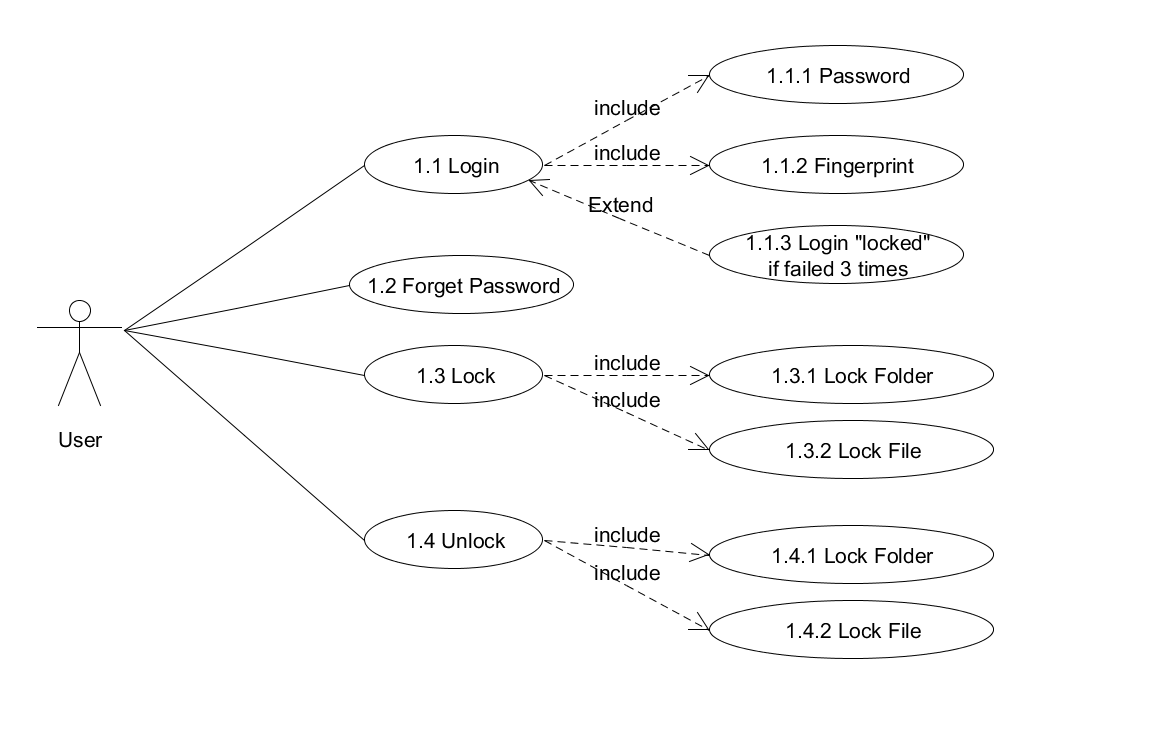 1.1.1 Password
include
1.1 Login
include
1.1.2 Fingerprint
Extend
1.1.3 Login "locked"
if failed 3 times
1.2 Forget Password
include
1.3 Lock
1.3.1 Lock Folder
include
1.3.2 Lock File
User
include
1.4 Unlock
1.4.1 Lock Folder
include
1.4.2 Lock File